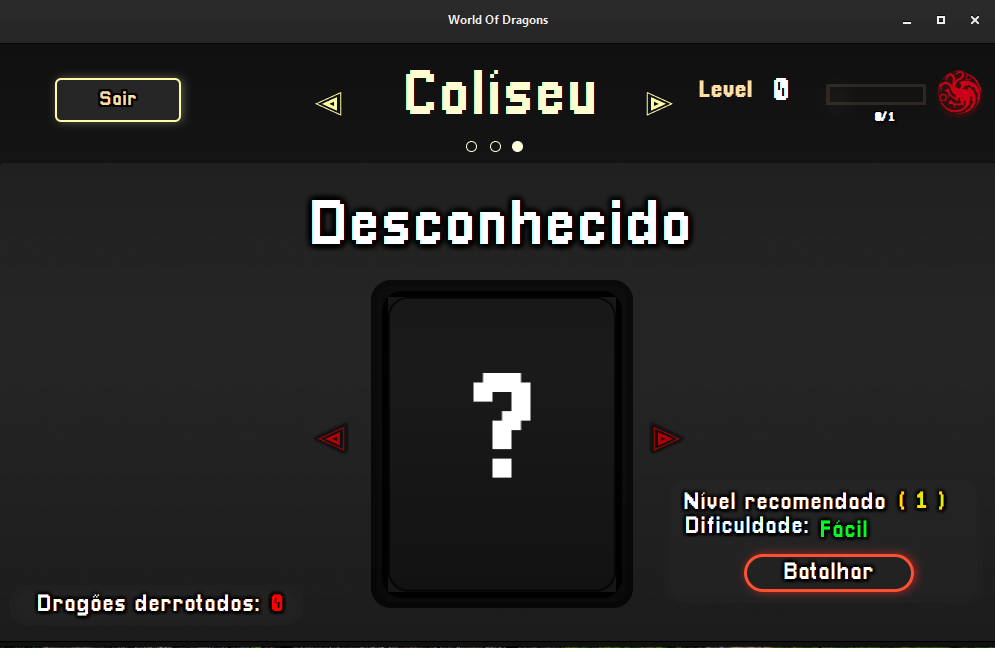 World Of Dragons
Sair
Coliseu
Level 0
0/1
Desconhecido
?
Nível recomendado ( 1 )
Dificuldade: Fácil
Batalhar
Dragões derrotados: 0